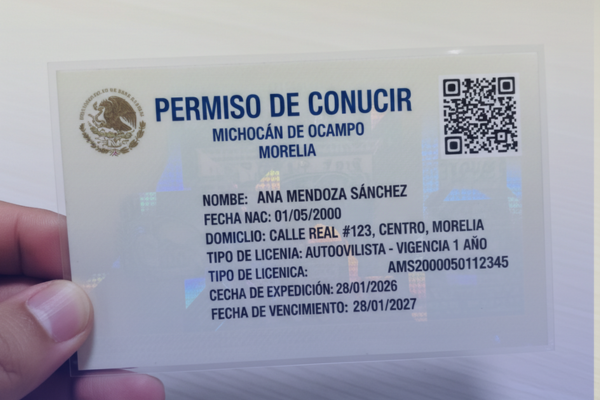 PERMISO DE CONUCIR
MICHOCÁN DE OCAMPO
MORELIA
NOMBE: ANA MENDOZA SÁNCHEZ
FECHA NAC: 01/05/2000
DOMICLIO: CALLE REAL #123, CENTRO, MORELIA
TIPO DE LICENIA: AUTOOVILISTA - VIGENCIA 1 AÑO
TIPO DE LICENICA: AMS2000050112345
CECHA DE EXPEDICIÓN: 28/01/2026
FECHA DE VENCIMIENTO: 28/01/2027